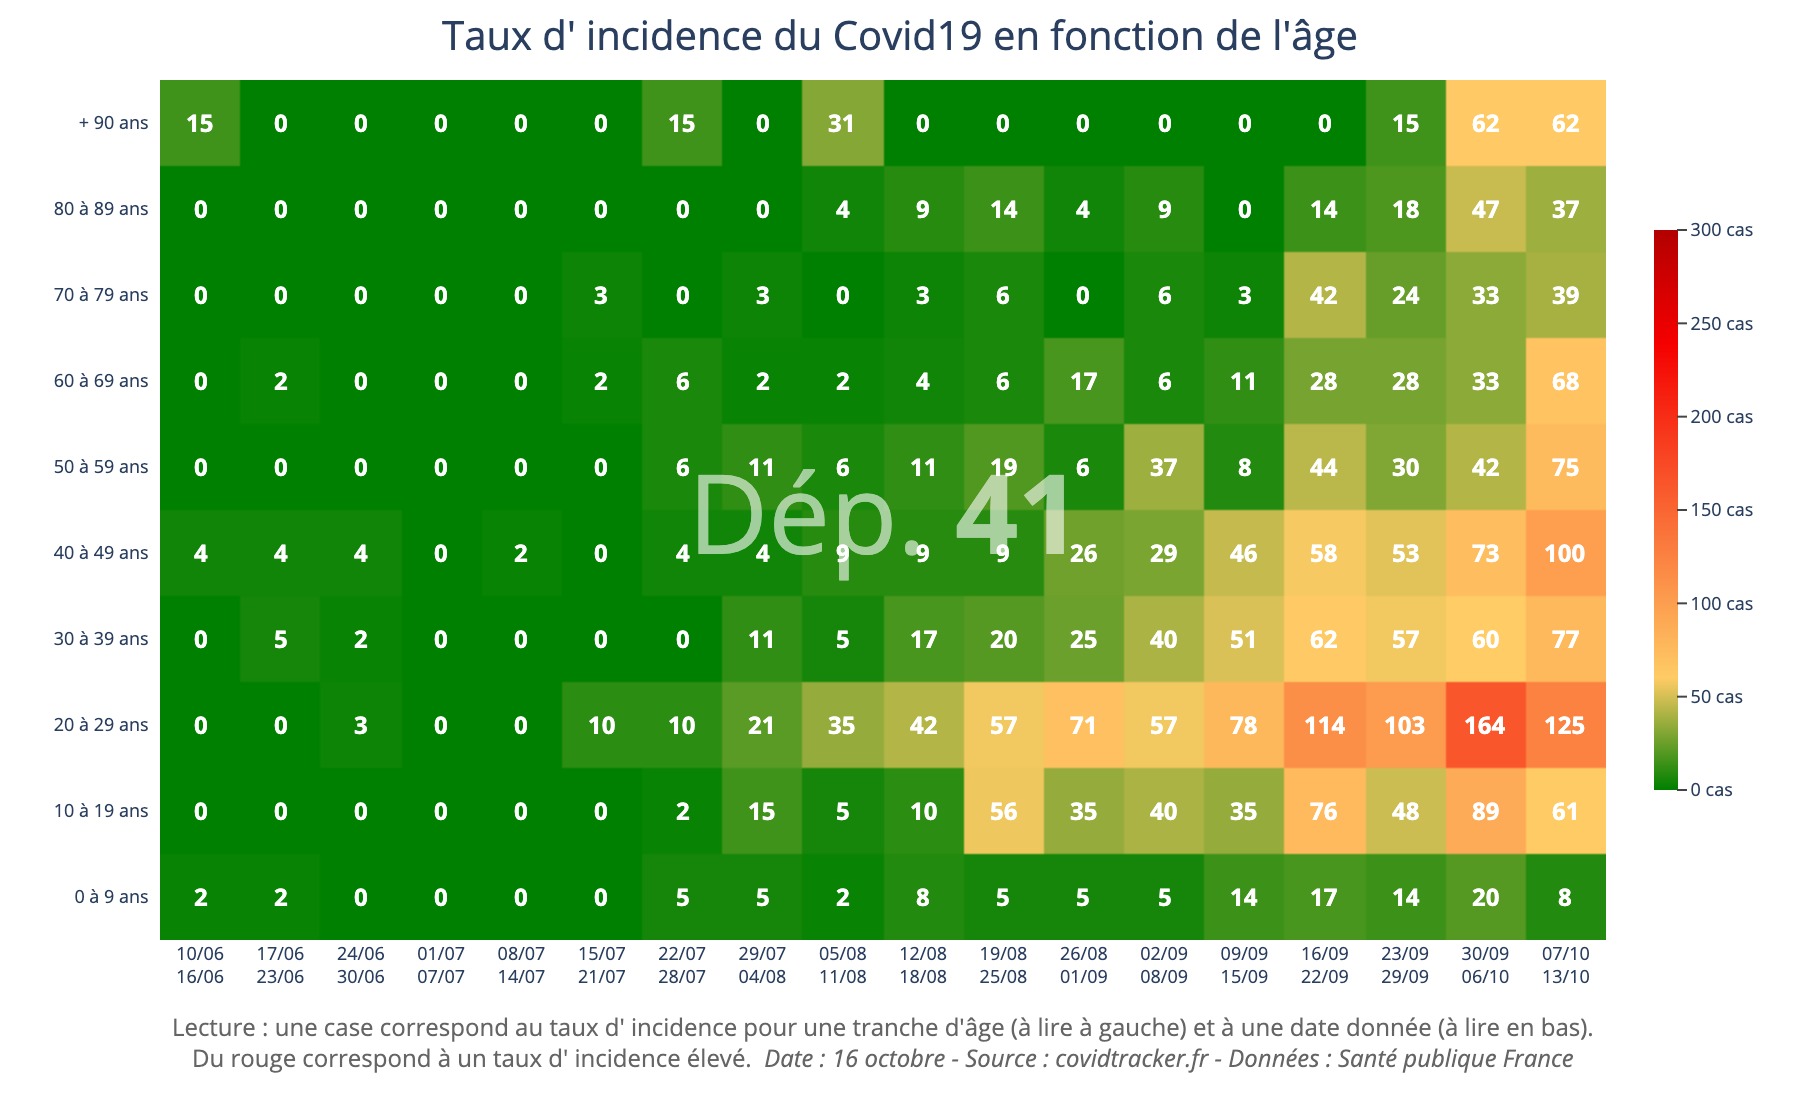 Taux d' incidence du Covid19 en fonction de l'âge
+ 90 ans 15 0 0 0 0 0 15 0 31 0 0 0 0 0 0 15 62 62
80 à 89 ans 0 0 0 0 0 0 0 0 4 9 14 4 9 0 14 18 47 37
70 à 79 ans 0 0 0 0 0 3 0 3 0 3 6 0 6 3 42 24 33 39
60 à 69 ans 0 2 0 0 0 2 6 2 2 4 6 17 6 11 28 28 33 68
50 à 59 ans 0 0 0 0 0 0 6 11 6 11 19 6 37 8 44 30 42 75
Dép. 41
40 à 49 ans 4 4 4 0 2 0 4 4 9 9 9 26 29 46 58 53 73 100
30 à 39 ans 0 5 2 0 0 0 0 11 5 17 20 25 40 51 62 57 60 77
20 à 29 ans 0 0 3 0 0 10 10 21 35 42 57 71 57 78 114 103 164 125
10 à 19 ans 0 0 0 0 0 0 2 15 5 10 56 35 40 35 76 48 89 61
0 à 9 ans 2 2 0 0 0 0 5 5 2 8 5 5 5 14 17 14 20 8
10/06 17/06 24/06 01/07 08/07 15/07 22/07 29/07 05/08 12/08 19/08 26/08 02/09 09/09 16/09 23/09 30/09 07/10
16/06 23/06 30/06 07/07 14/07 21/07 28/07 04/08 11/08 18/08 25/08 01/09 08/09 15/09 22/09 29/09 06/10 13/10
300 cas
250 cas
200 cas
150 cas
100 cas
50 cas
0 cas
Lecture : une case correspond au taux d' incidence pour une tranche d'âge (à lire à gauche) et à une date donnée (à lire en bas).
Du rouge correspond à un taux d' incidence élevé. Date : 16 octobre - Source : covidtracker.fr - Données : Santé publique France